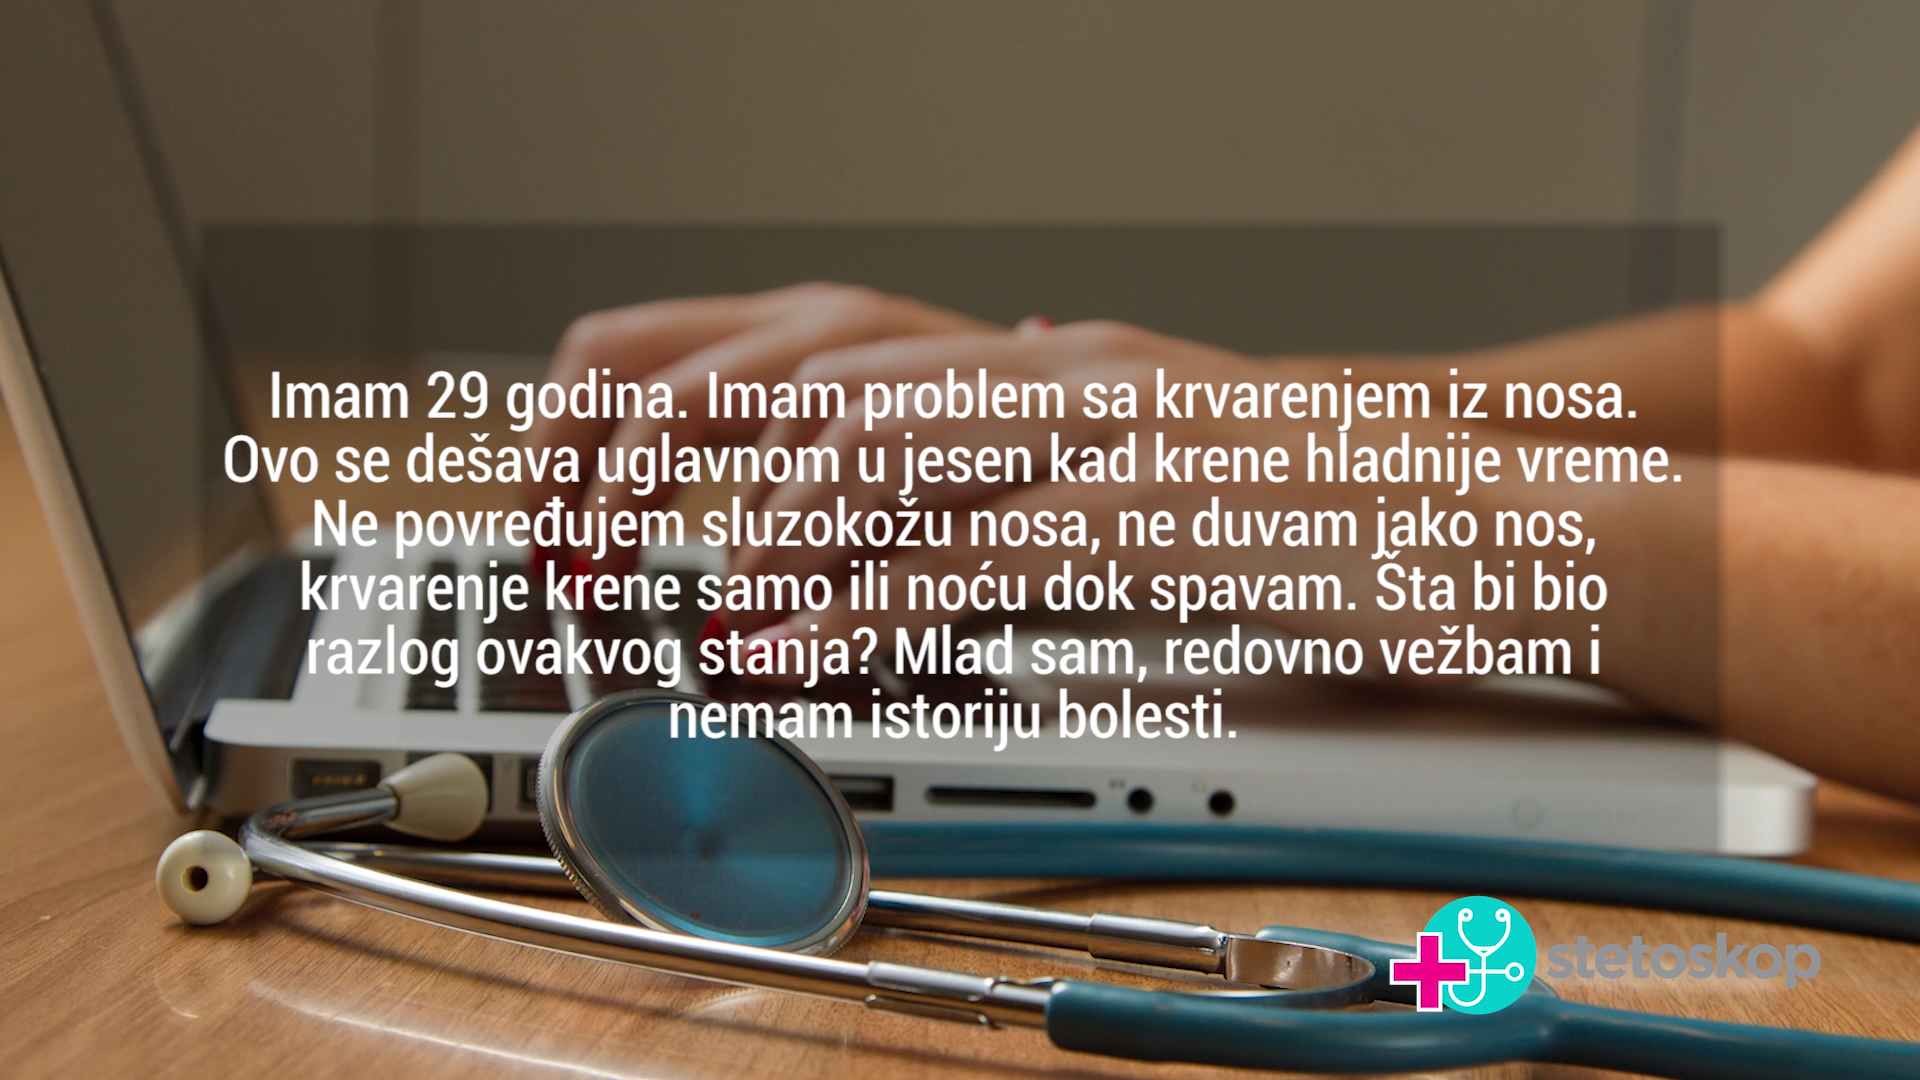 Imam 29 godina. Imam problem sa krvarenjem iz nosa.
Ovo se dešava uglavnom u jesen kad krene hladnije vreme.
Ne povređujem sluzokožu nosa, ne duvam jako nos,
krvarenje krene samo ili noću dok spavam. Šta bi bio
razlog ovakvog stanja? Mlad sam, redovno vežbam i
nemam istoriju bolesti.
stetoskop